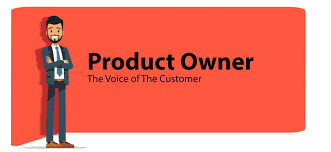 Product Owner
The Voice of The Customer